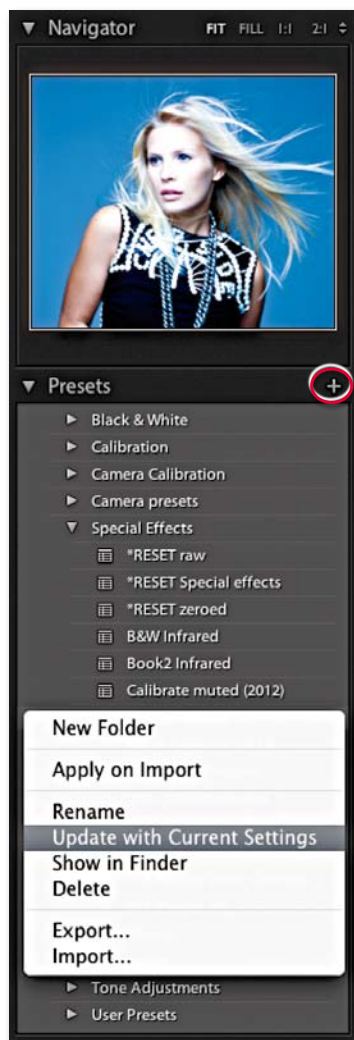 Navigator FIT FILL 1:1 2:1
Presets +
Black & White
Calibration
Camera Calibration
Camera presets
Special Effects
*RESET raw
*RESET Special effects
*RESET zeroed
B&W Infrared
Book2 Infrared
Calibrate muted (2012)
New Folder
Apply on Import
Rename
Update with Current Settings
Show in Finder
Delete
Export...
Import...
Tone Adjustments
User Presets